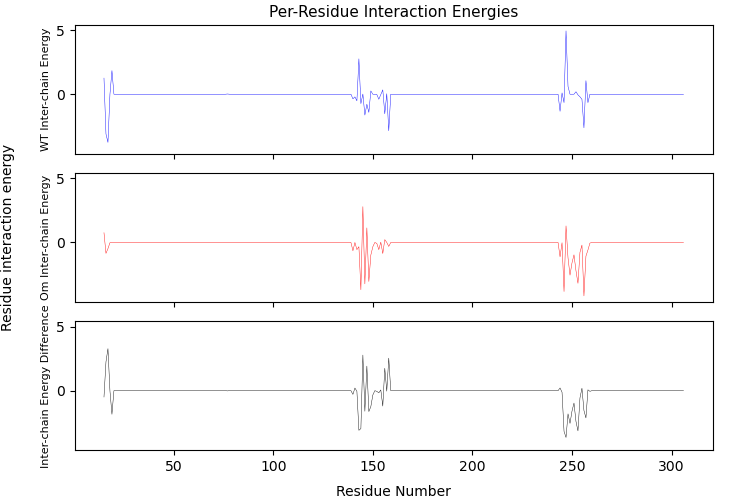 Per-Residue Interaction Energies
Residue interaction energy
WT Inter-chain Energy
5
0
Om Inter-chain Energy
5
0
Inter-chain Energy Difference
5
0
50 100 150 200 250 300
Residue Number